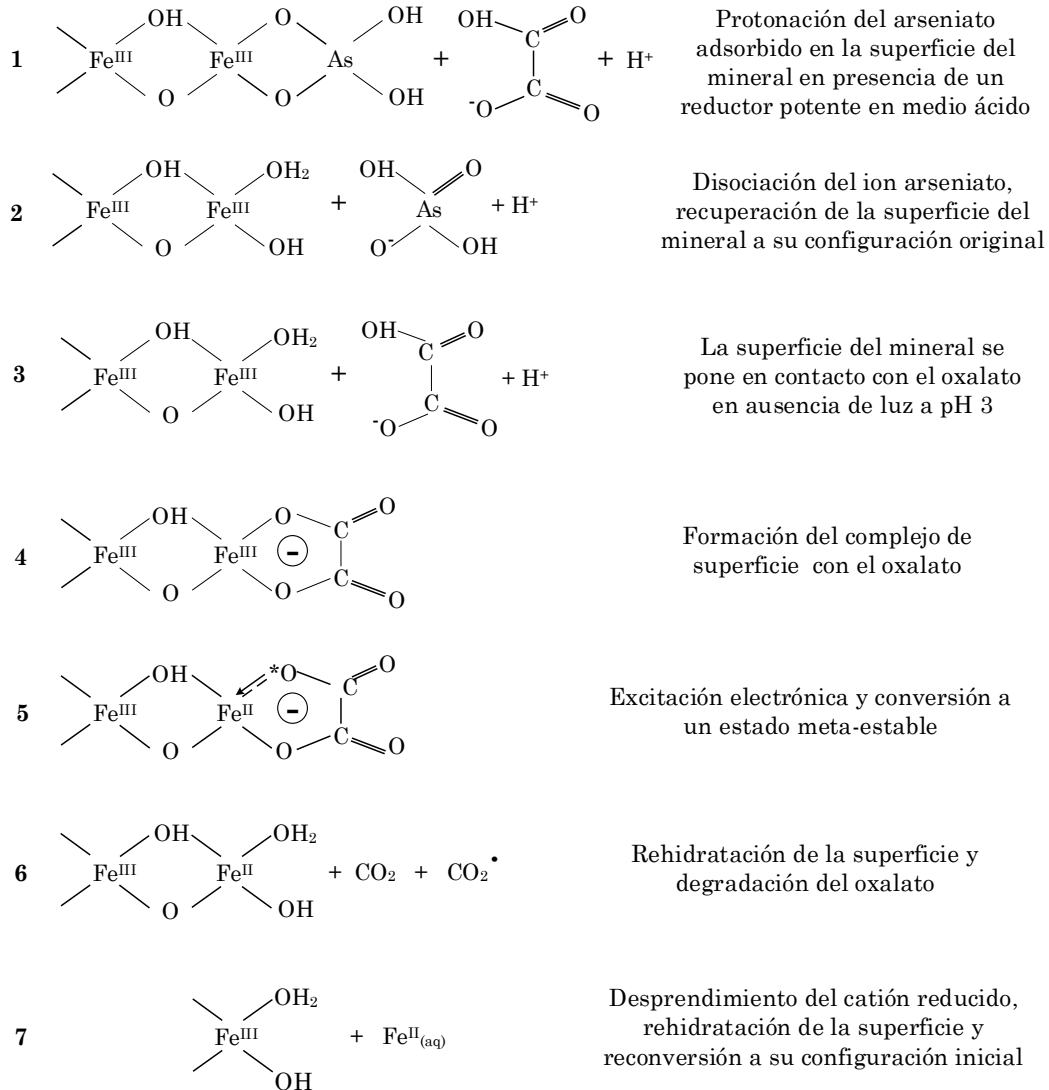 1
OH O OH
Fe^III Fe^III As
O O OH
+
OH O
C
C
-O O
+ H+
Protonación del arseniato
adsorbido en la superficie del
mineral en presencia de un
reductor potente en medio ácido
2
OH OH2
Fe^III Fe^III
O OH
+
OH O
As
O- OH
+ H+
Disociación del ion arseniato,
recuperación de la superficie del
mineral a su configuración original
3
OH OH2
Fe^III Fe^III
O OH
+
OH O
C
C
-O O
+ H+
La superficie del mineral se
pone en contacto con el oxalato
en ausencia de luz a pH 3
4
OH O C O
Fe^III Fe^III -
O O C O
Formación del complejo de
superficie con el oxalato
5
OH *O C O
Fe^III Fe^II -
O O C O
Excitación electrónica y conversión a
un estado meta-estable
6
OH OH2
Fe^III Fe^II + CO2 + CO2•
O OH
Rehidratación de la superficie y
degradación del oxalato
7
OH2
Fe^III + Fe^II(aq)
OH
Desprendimiento del catión reducido,
rehidratación de la superficie y
reconversión a su configuración inicial